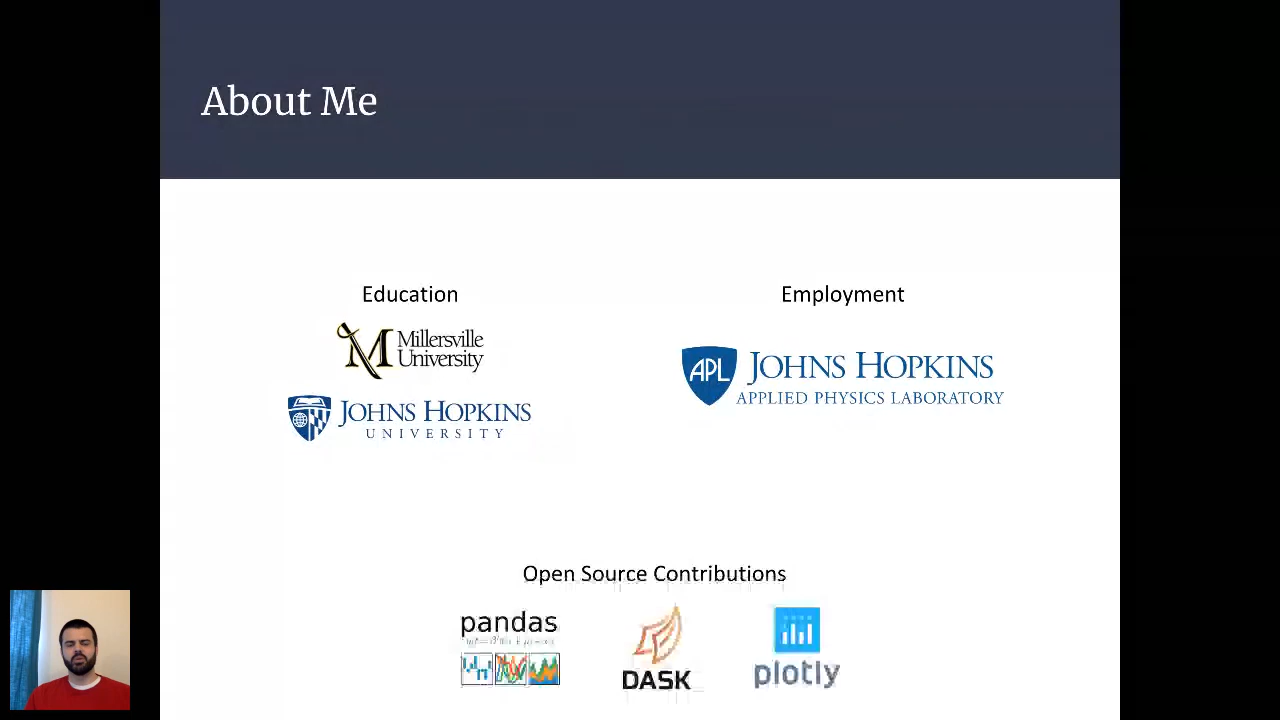 About Me
Education
Employment
Millersville
University
JOHNS HOPKINS
UNIVERSITY
APL
JOHNS HOPKINS
APPLIED PHYSICS LABORATORY
Open Source Contributions
pandas
DASK
plotly